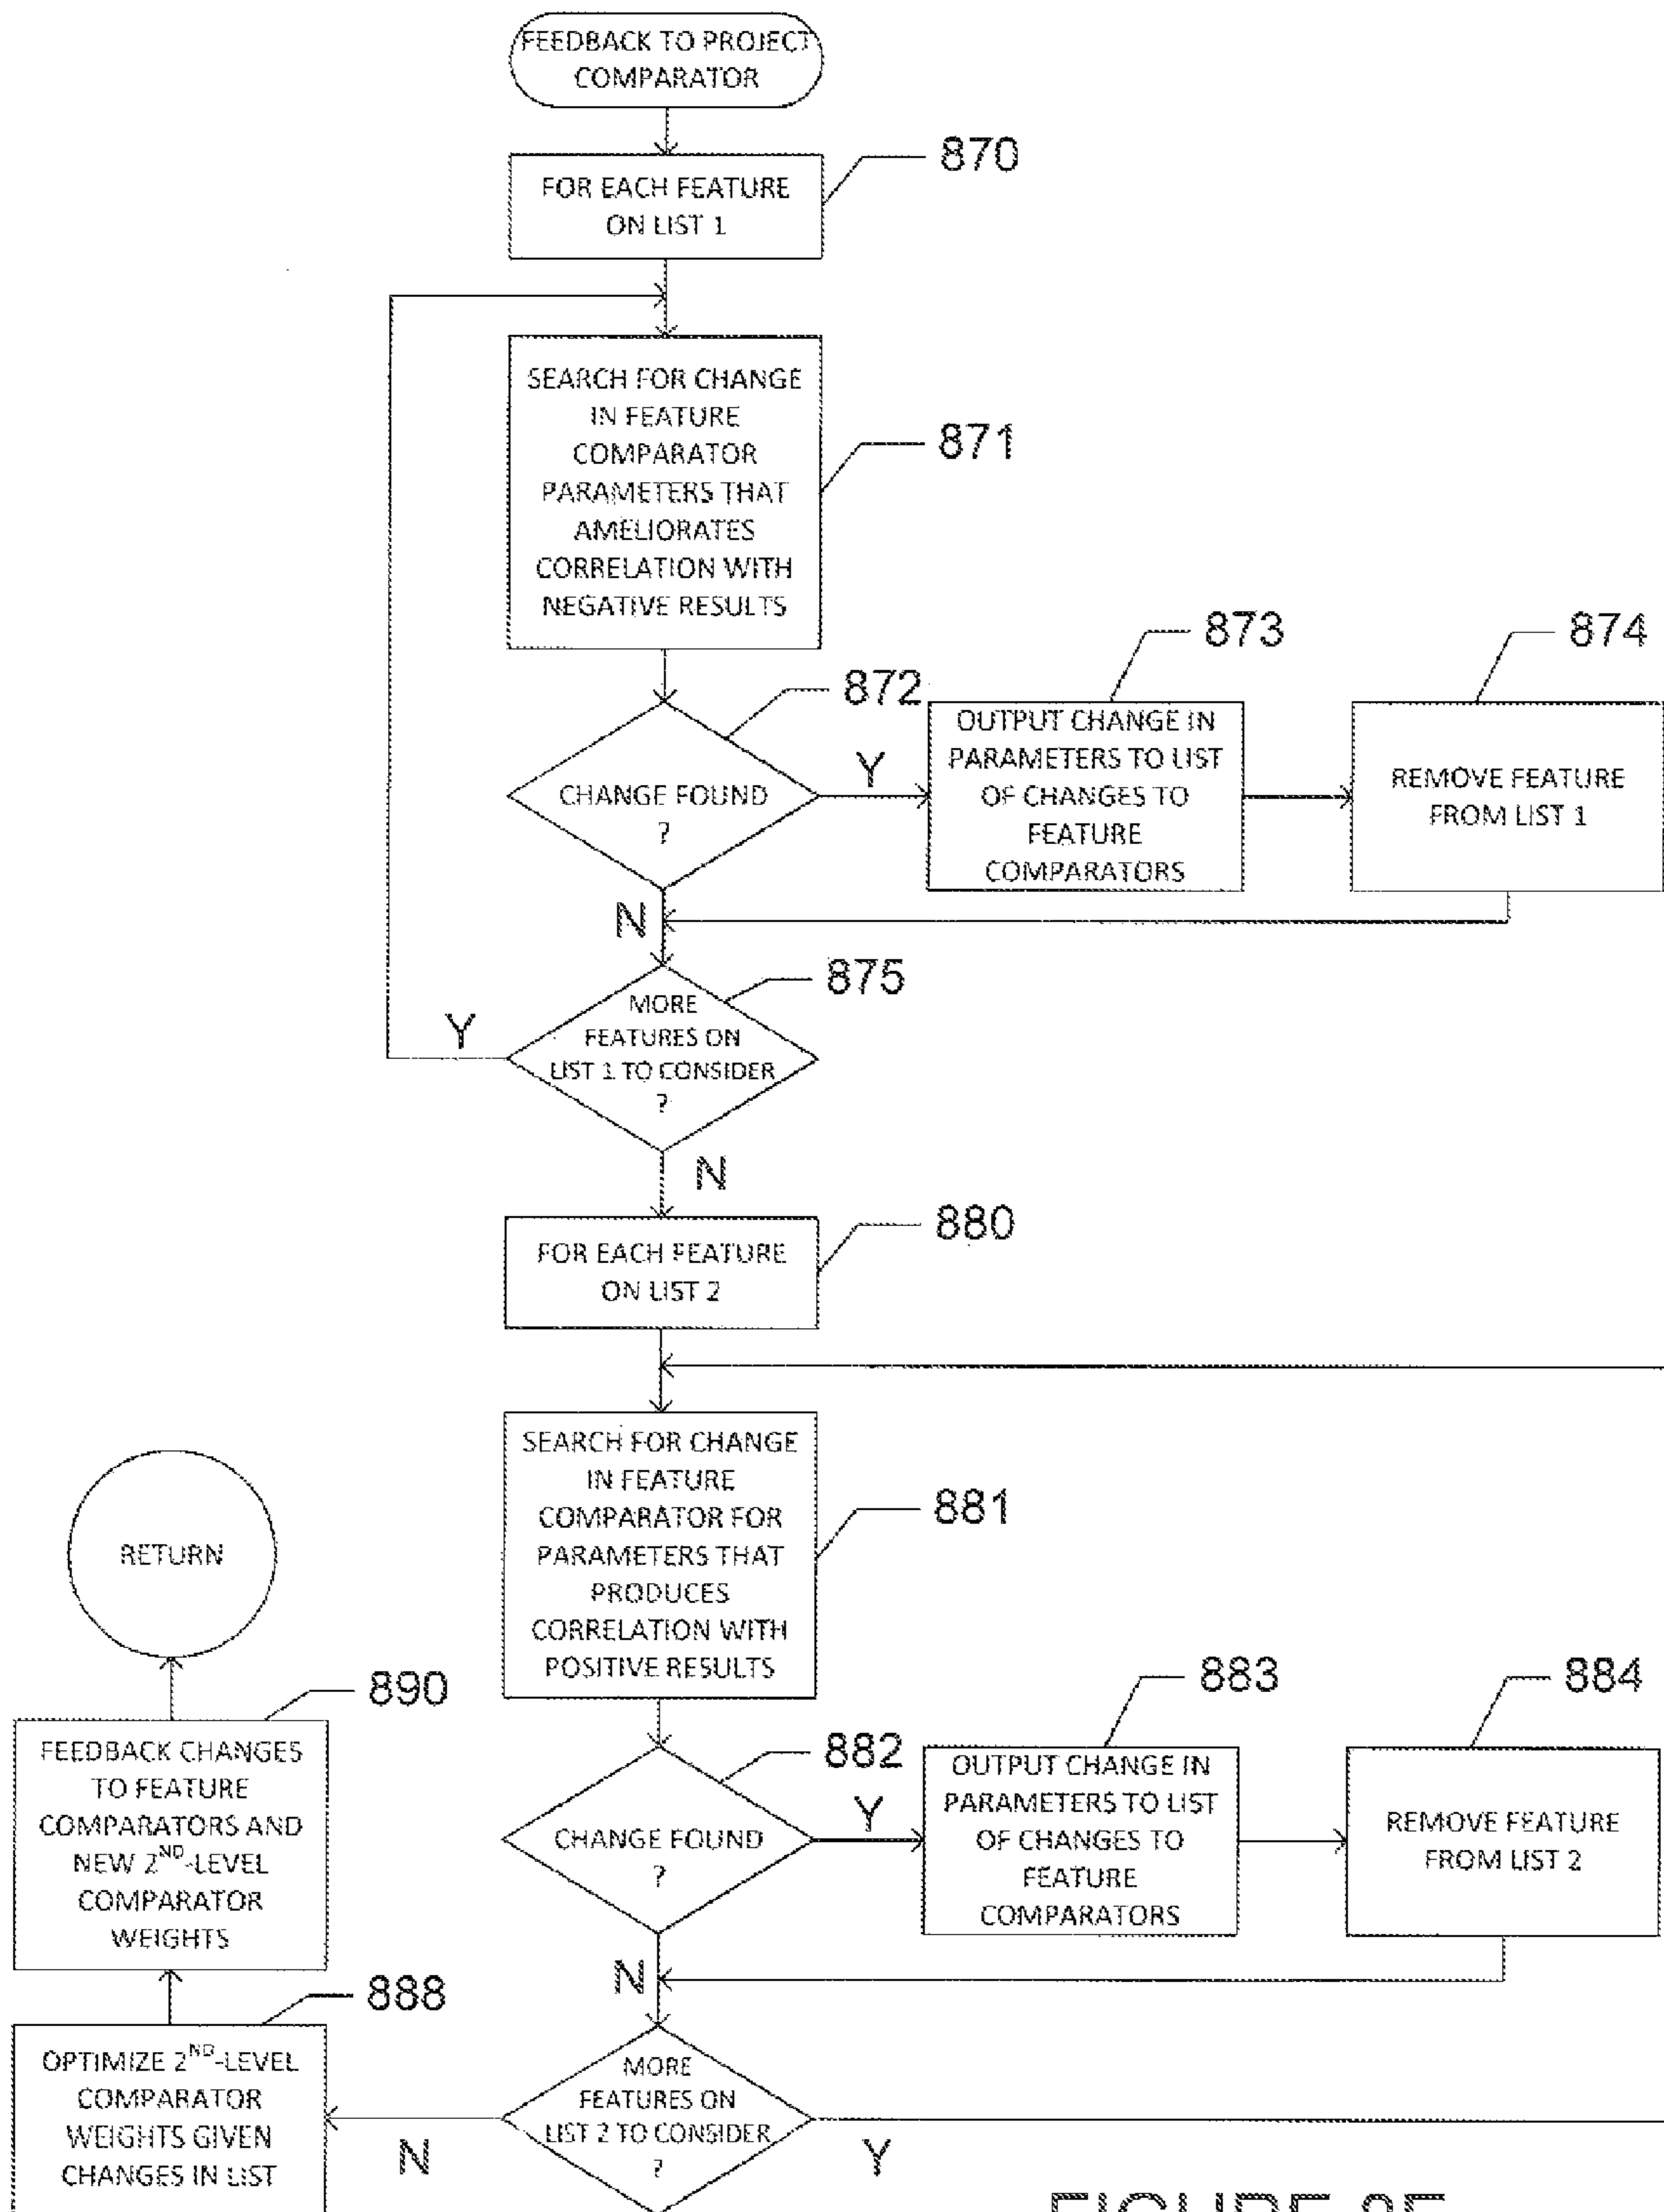 FEEDBACK TO PROJECT
COMPARATOR
870
FOR EACH FEATURE
ON LIST 1
SEARCH FOR CHANGE
IN FEATURE
COMPARATOR
PARAMETERS THAT
AMELIORATES
CORRELATION WITH
NEGATIVE RESULTS
871
872
CHANGE FOUND
?
Y
N
873
OUTPUT CHANGE IN
PARAMETERS TO LIST
OF CHANGES TO
FEATURE
COMPARATORS
874
REMOVE FEATURE
FROM LIST 1
875
MORE
FEATURES ON
LIST 1 TO CONSIDER
?
Y
N
880
FOR EACH FEATURE
ON LIST 2
SEARCH FOR CHANGE
IN FEATURE
COMPARATOR FOR
PARAMETERS THAT
PRODUCES
CORRELATION WITH
POSITIVE RESULTS
881
882
CHANGE FOUND
?
Y
N
883
OUTPUT CHANGE IN
PARAMETERS TO LIST
OF CHANGES TO
FEATURE
COMPARATORS
884
REMOVE FEATURE
FROM LIST 2
MORE
FEATURES ON
LIST 2 TO CONSIDER
?
N
Y
888
OPTIMIZE 2ND-LEVEL
COMPARATOR
WEIGHTS GIVEN
CHANGES IN LIST
890
FEEDBACK CHANGES
TO FEATURE
COMPARATORS AND
NEW 2ND-LEVEL
COMPARATOR
WEIGHTS
RETURN
FIGURE